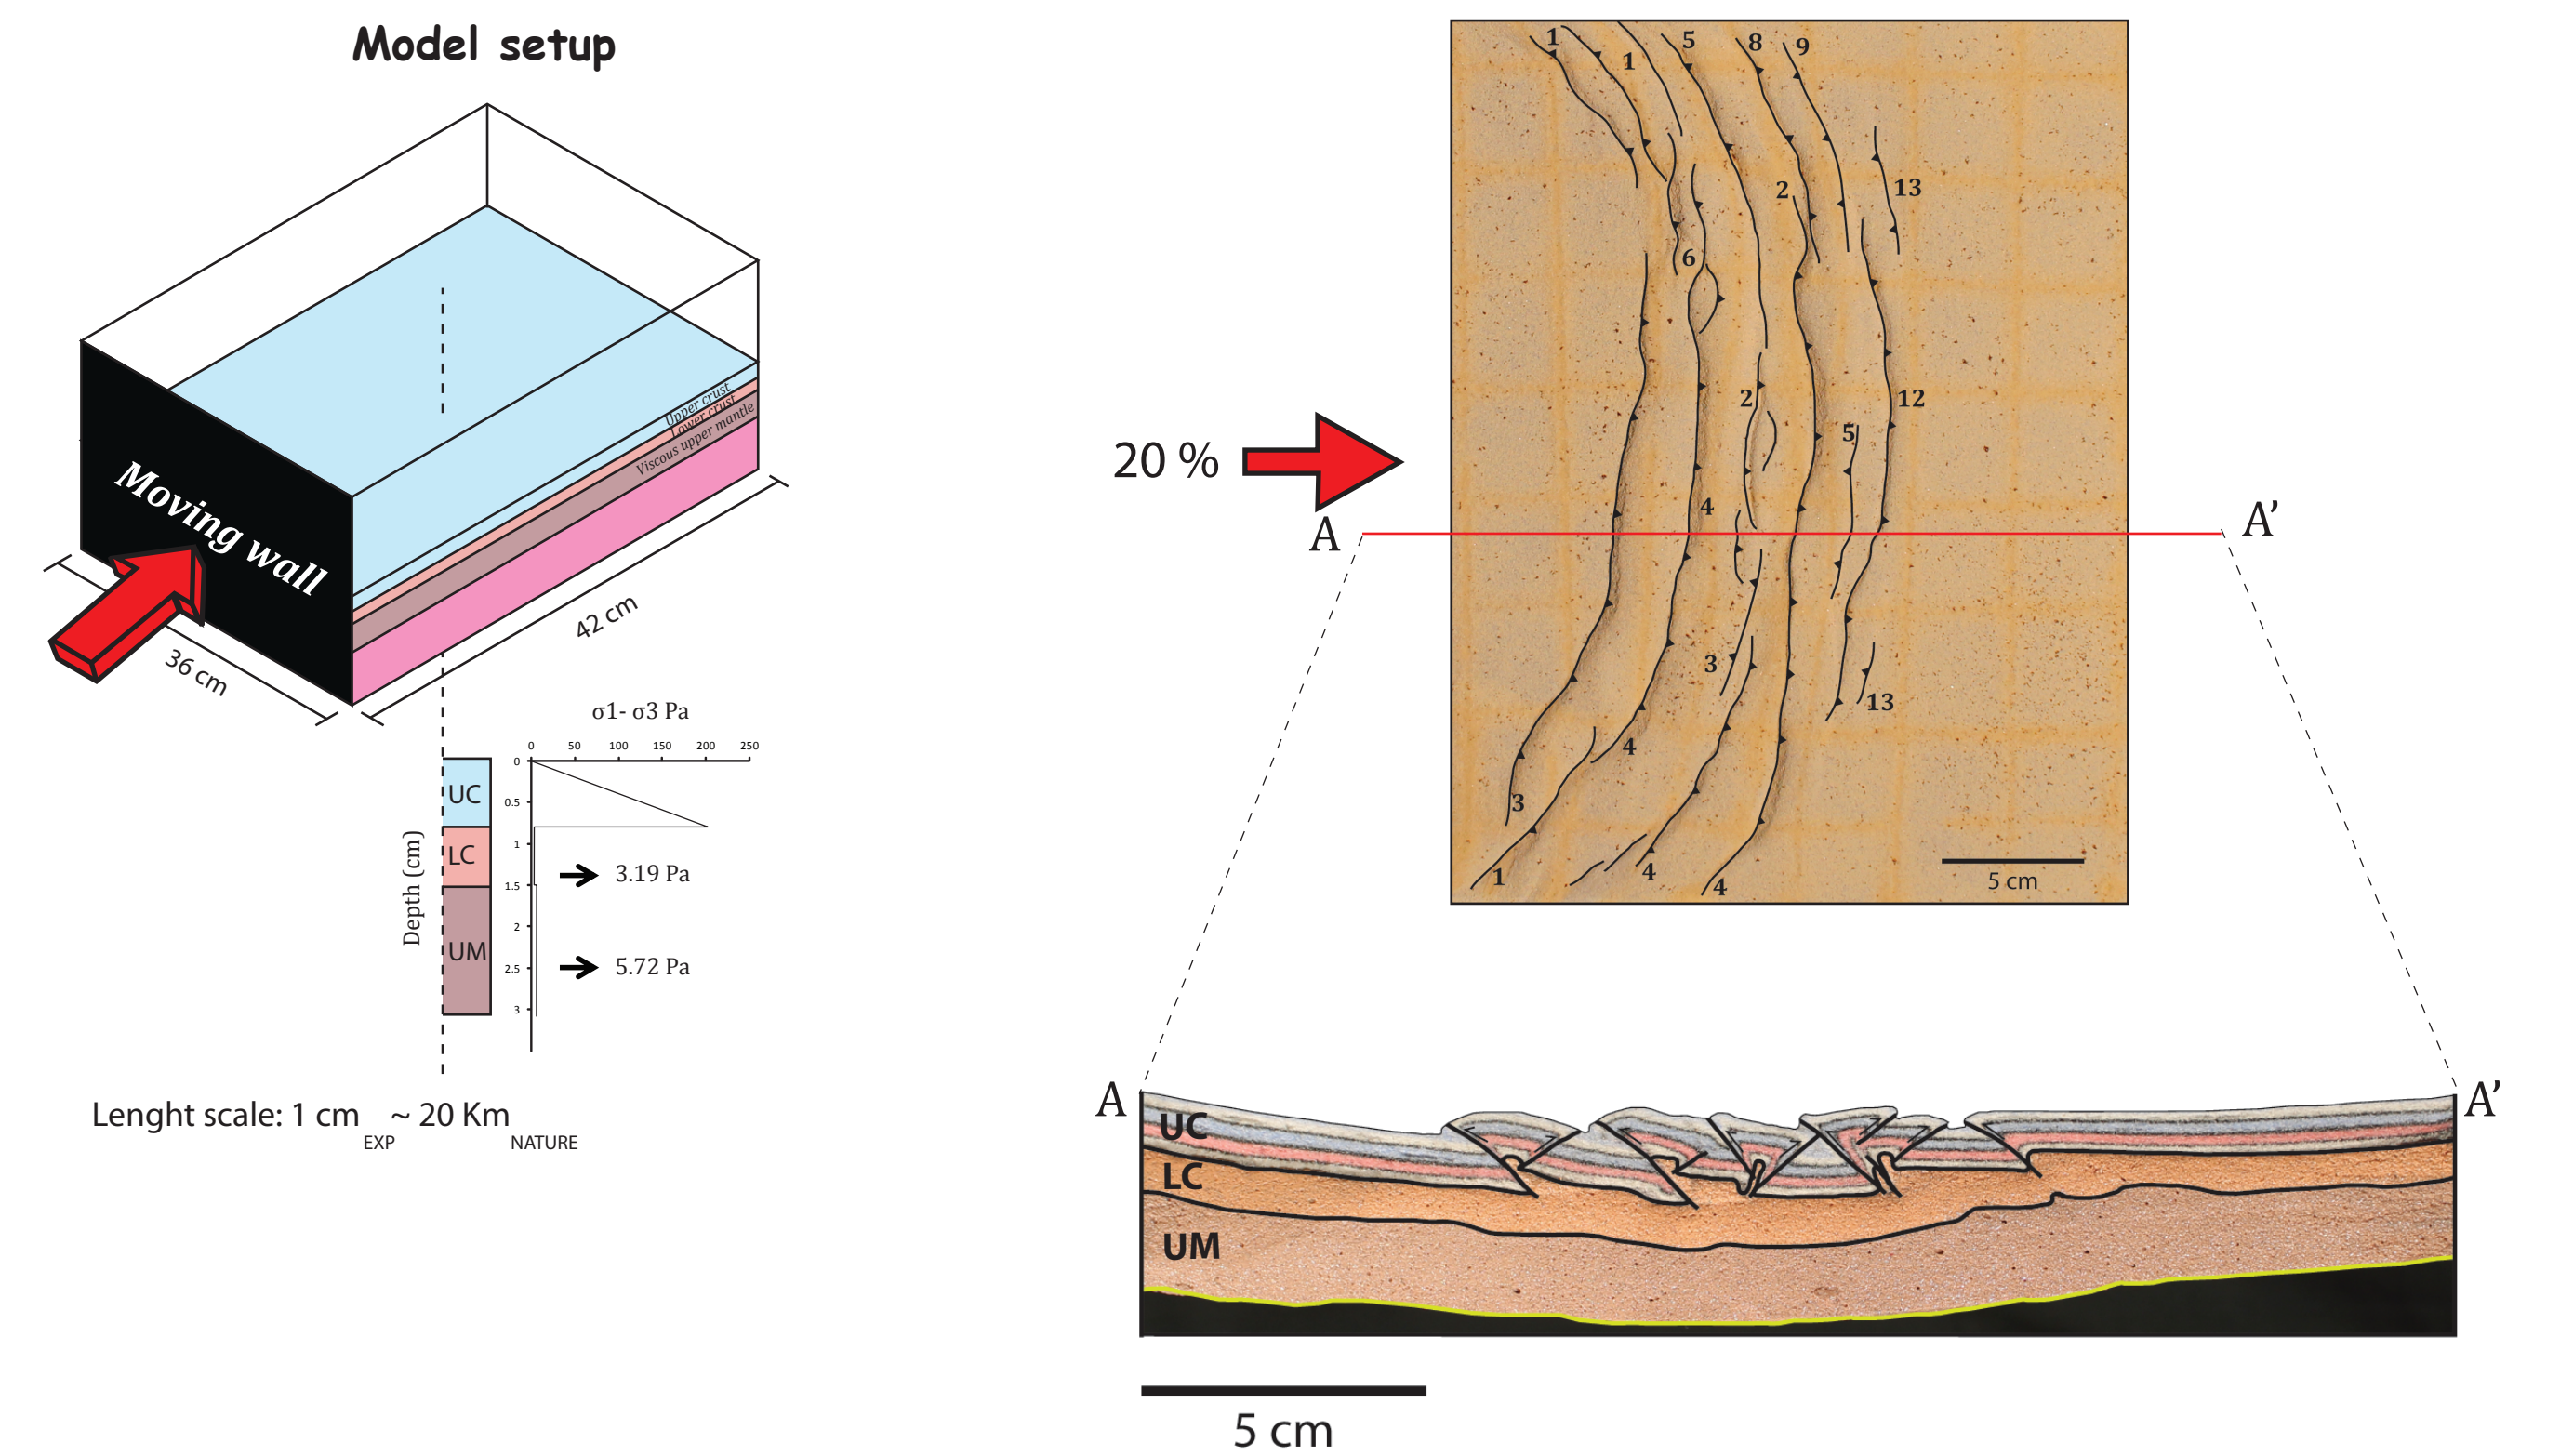 Model setup
Upper crust
Lower crust
Viscous upper mantle
Moving wall
36 cm
42 cm
σ1- σ3 Pa
0 50 100 150 200 250
0
0.5
1
1.5
2
2.5
3
Depth (cm)
UC
LC
UM
3.19 Pa
5.72 Pa
Lenght scale: 1 cm EXP ~ 20 Km NATURE
20 %
1
1
5
8
9
13
2
6
2
12
5
4
3
13
4
3
1
4
4
5 cm
A
A’
A
A’
UC
LC
UM
5 cm